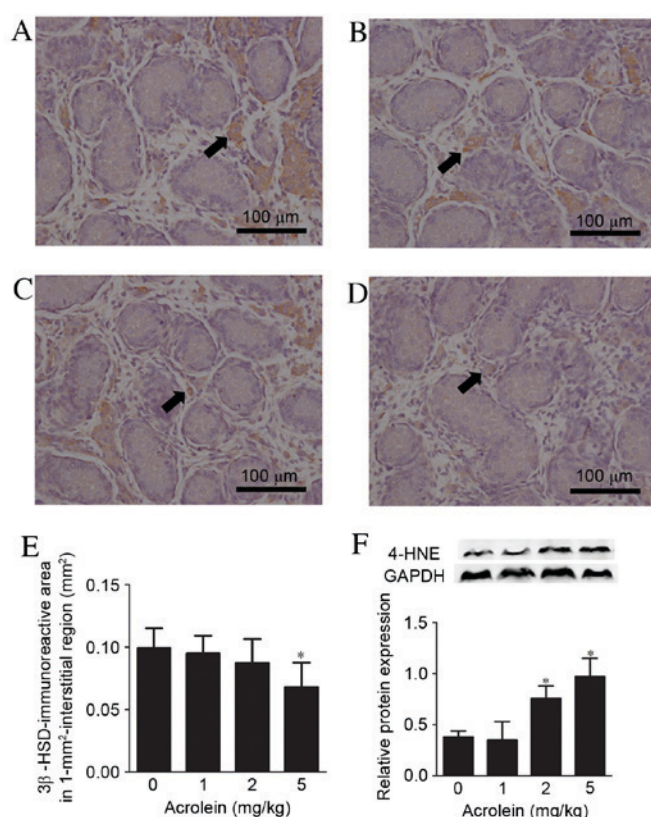 A
B
100 μm
100 μm
C
D
100 μm
100 μm
E
3β -HSD-immunoreactive area
in 1-mm²-interstitial region (mm²)
0.15
0.10
0.05
0.00
0 1 2 5
*
Acrolein (mg/kg)
F
4-HNE
GAPDH
Relative protein expression
1.5
1.0
0.5
0.0
0 1 2 5
* *
Acrolein (mg/kg)